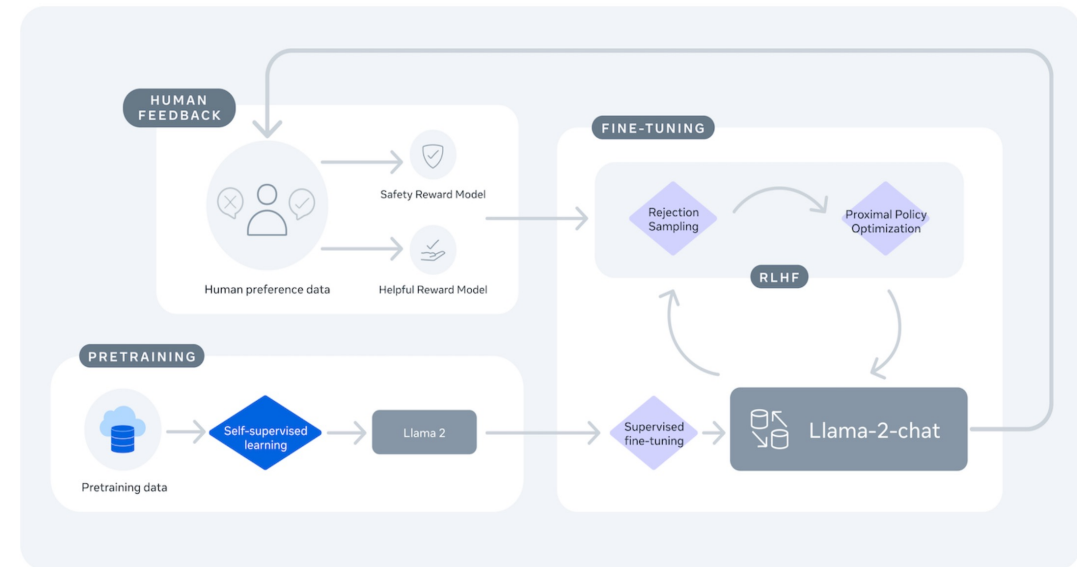 HUMAN
FEEDBACK
Safety Reward Model
Human preference data
Helpful Reward Model
FINE-TUNING
Rejection
Sampling
Proximal Policy
Optimization
RLHF
PRETRAINING
Pretraining data
Self-supervised
learning
Llama 2
Supervised
fine-tuning
Llama-2-chat